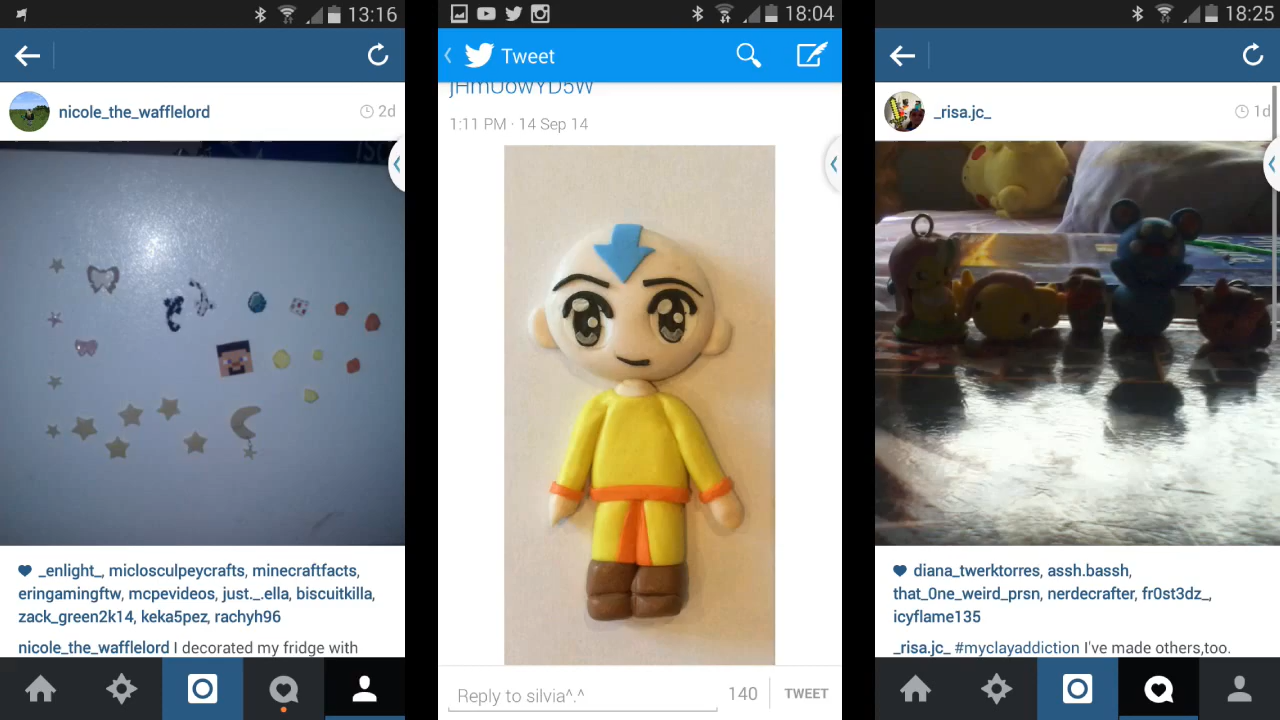 13:16
nicole_the_wafflelord
2d
_enlight_, miclosculpeycrafts, minecraftfacts,
eringamingftw, mcpevideos, just._.ella, biscuitkilla,
zack_green2k14, keka5pez, rachyh96
nicole_the_wafflelord I decorated my fridge with
18:04
Tweet
jHmUowYD5W
1:11 PM · 14 Sep 14
Reply to silvia^.^
140
TWEET
18:25
_risa.jc_
1d
diana_twerktorres, assh.bassh,
that_0ne_weird_prsn, nerdecrafter, fr0st3dz_,
icyflame135
_risa.jc_ #myclayaddiction I've made others,too.